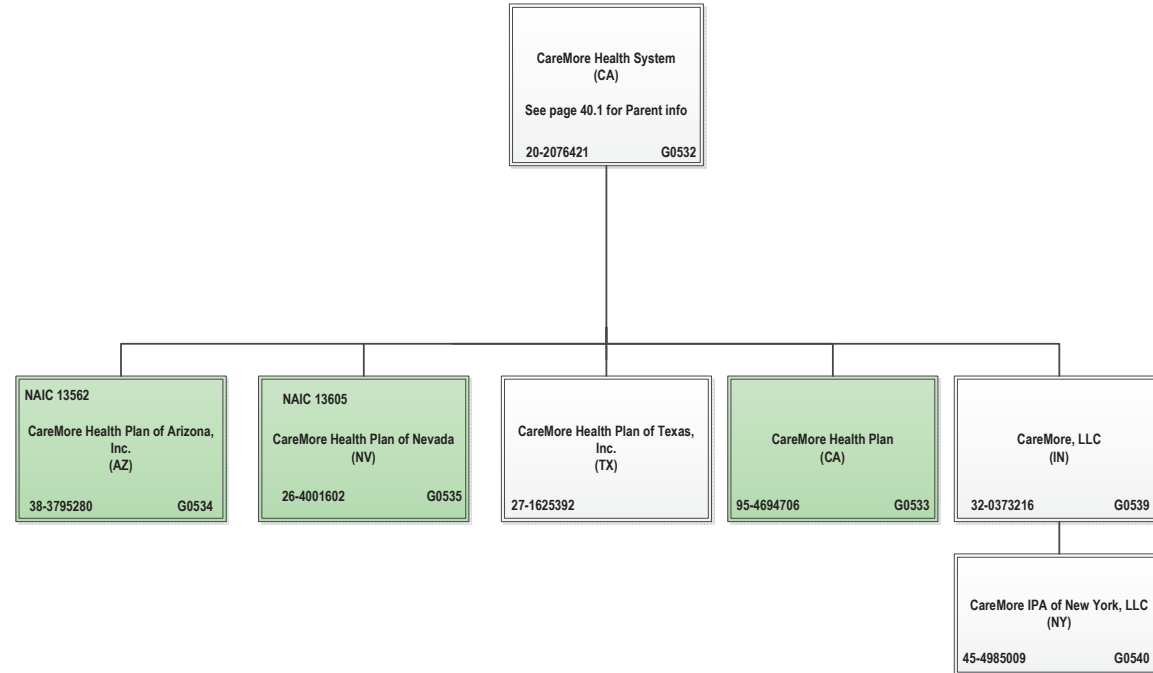 CareMore Health System
(CA)
See page 40.1 for Parent info
20-2076421 G0532
NAIC 13562
CareMore Health Plan of Arizona,
Inc.
(AZ)
38-3795280 G0534
NAIC 13605
CareMore Health Plan of Nevada
(NV)
26-4001602 G0535
CareMore Health Plan of Texas,
Inc.
(TX)
27-1625392
CareMore Health Plan
(CA)
95-4694706 G0533
CareMore, LLC
(IN)
32-0373216 G0539
CareMore IPA of New York, LLC
(NY)
45-4985009 G0540